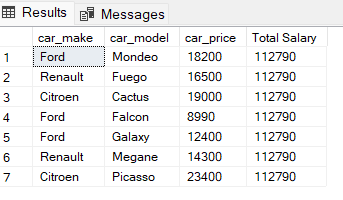 Results Messages
car_make car_model car_price Total Salary
1 Ford Mondeo 18200 112790
2 Renault Fuego 16500 112790
3 Citroen Cactus 19000 112790
4 Ford Falcon 8990 112790
5 Ford Galaxy 12400 112790
6 Renault Megane 14300 112790
7 Citroen Picasso 23400 112790